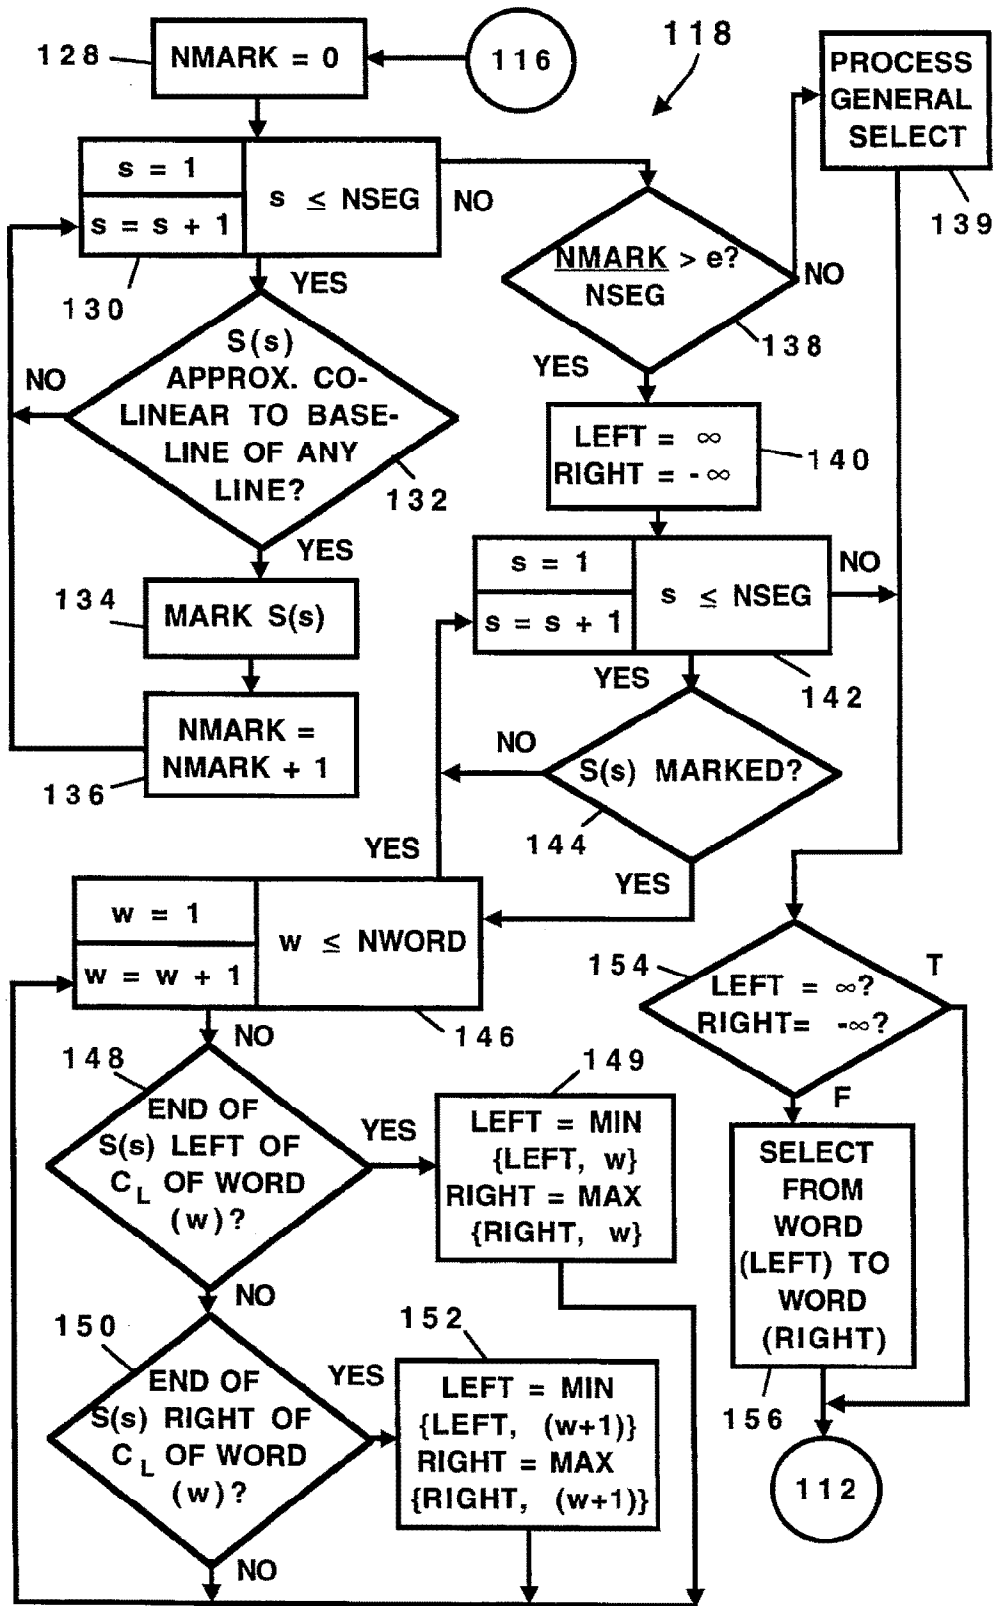 128
NMARK = 0
116
118
PROCESS
GENERAL
SELECT
139
s = 1
s = s + 1
s ≤ NSEG
NO
130
YES
NMARK > e?
NSEG
NO
138
YES
S(s)
APPROX. CO-
LINEAR TO BASE-
LINE OF ANY
LINE?
NO
132
YES
LEFT = ∞
RIGHT = - ∞
140
134
MARK S(s)
NMARK =
NMARK + 1
136
s = 1
s = s + 1
s ≤ NSEG
NO
142
YES
S(s) MARKED?
NO
144
YES
YES
w = 1
w = w + 1
w ≤ NWORD
146
NO
148
END OF
S(s) LEFT OF
CL OF WORD
(w)?
YES
149
LEFT = MIN
{LEFT, w}
RIGHT = MAX
{RIGHT, w}
NO
150
END OF
S(s) RIGHT OF
CL OF WORD
(w)?
YES
152
LEFT = MIN
{LEFT, (w+1)}
RIGHT = MAX
{RIGHT, (w+1)}
NO
154
LEFT = ∞?
RIGHT= -∞?
T
F
SELECT
FROM
WORD
(LEFT) TO
WORD
(RIGHT)
156
112